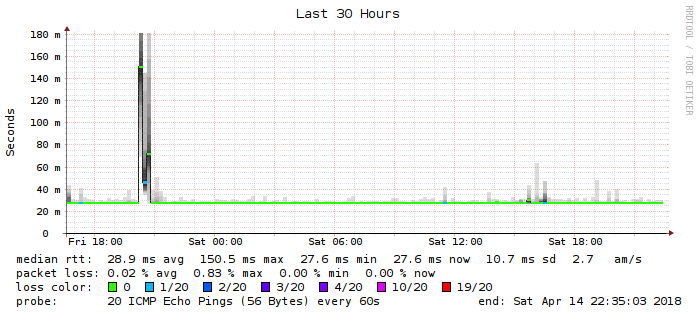 Last 30 Hours
RRDTOOL / TOBI OETIKER
Seconds
180 m
160 m
140 m
120 m
100 m
80 m
60 m
40 m
20 m
0
Fri 18:00 Sat 00:00 Sat 06:00 Sat 12:00 Sat 18:00
median rtt: 28.9 ms avg 150.5 ms max 27.6 ms min 27.6 ms now 10.7 ms sd 2.7 am/s
packet loss: 0.02 % avg 0.83 % max 0.00 % min 0.00 % now
loss color: 0 1/20 2/20 3/20 4/20 10/20 19/20
probe: 20 ICMP Echo Pings (56 Bytes) every 60s end: Sat Apr 14 22:35:03 2018